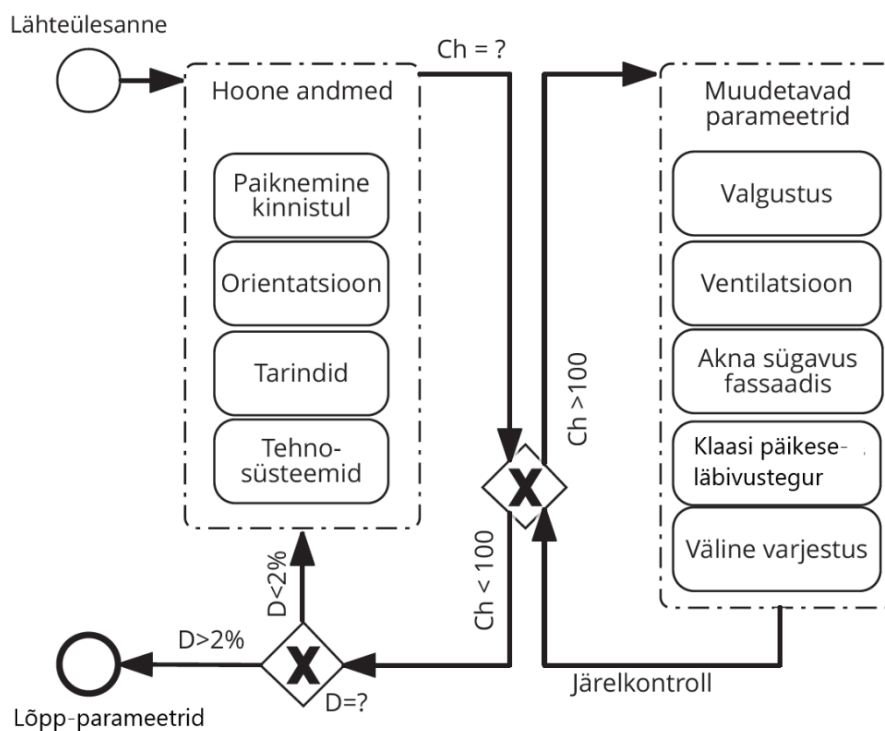 Lähteülesanne
Hoone andmed
Paiknemine
kinnistul
Orientatsioon
Tarindid
Tehno-
süsteemid
Ch = ?
Ch >100
Muudetavad
parameetrid
Valgustus
Ventilatsioon
Akna sügavus
fassaadis
Klaasi päikese-
läbivustegur
Väline varjestus
X
Ch < 100
Järelkontroll
D=?
X
D<2%
D>2%
Lõpp-parameetrid